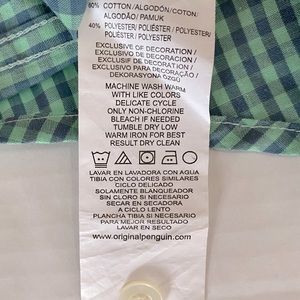 60% COTTON/ALGODÓN/COTON/
ALGODÃO/PAMUK
40% POLYESTER/ POLIÉSTER / POLYESTER/
POLIÉSTER/ POLYESTER
EXCLUSIVE OF DECORATION /
EXCLUSIVO DE DECORACIÓN /
EXCLUSIF DE DECORATION /
EXCLUSIVO PARA DECORAÇÃO /
DEKORASYONA ÖZGÜ
MACHINE WASH WARM
WITH LIKE COLORS
DELICATE CYCLE
ONLY NON-CLORINE
BLEACH IF NEEDED
TUMBLE DRY LOW
WARM IRON FOR BEST
RESULT DRY CLEAN
LAVAR EN LAVADORA CON AGUA
TIBIA CON COLORES SIMILARES
CICLO DELICADO
SOLAMENTE BLANQUEADOR
SIN CLORO SI NECESARIO
SECAR EN SECADORA
A CICLO LENTO
PLANCHA TIBIA SI NECESARIO
PARA MEJOR RESULTADO
LAVAR EN SECO
www.originalpenguin.com